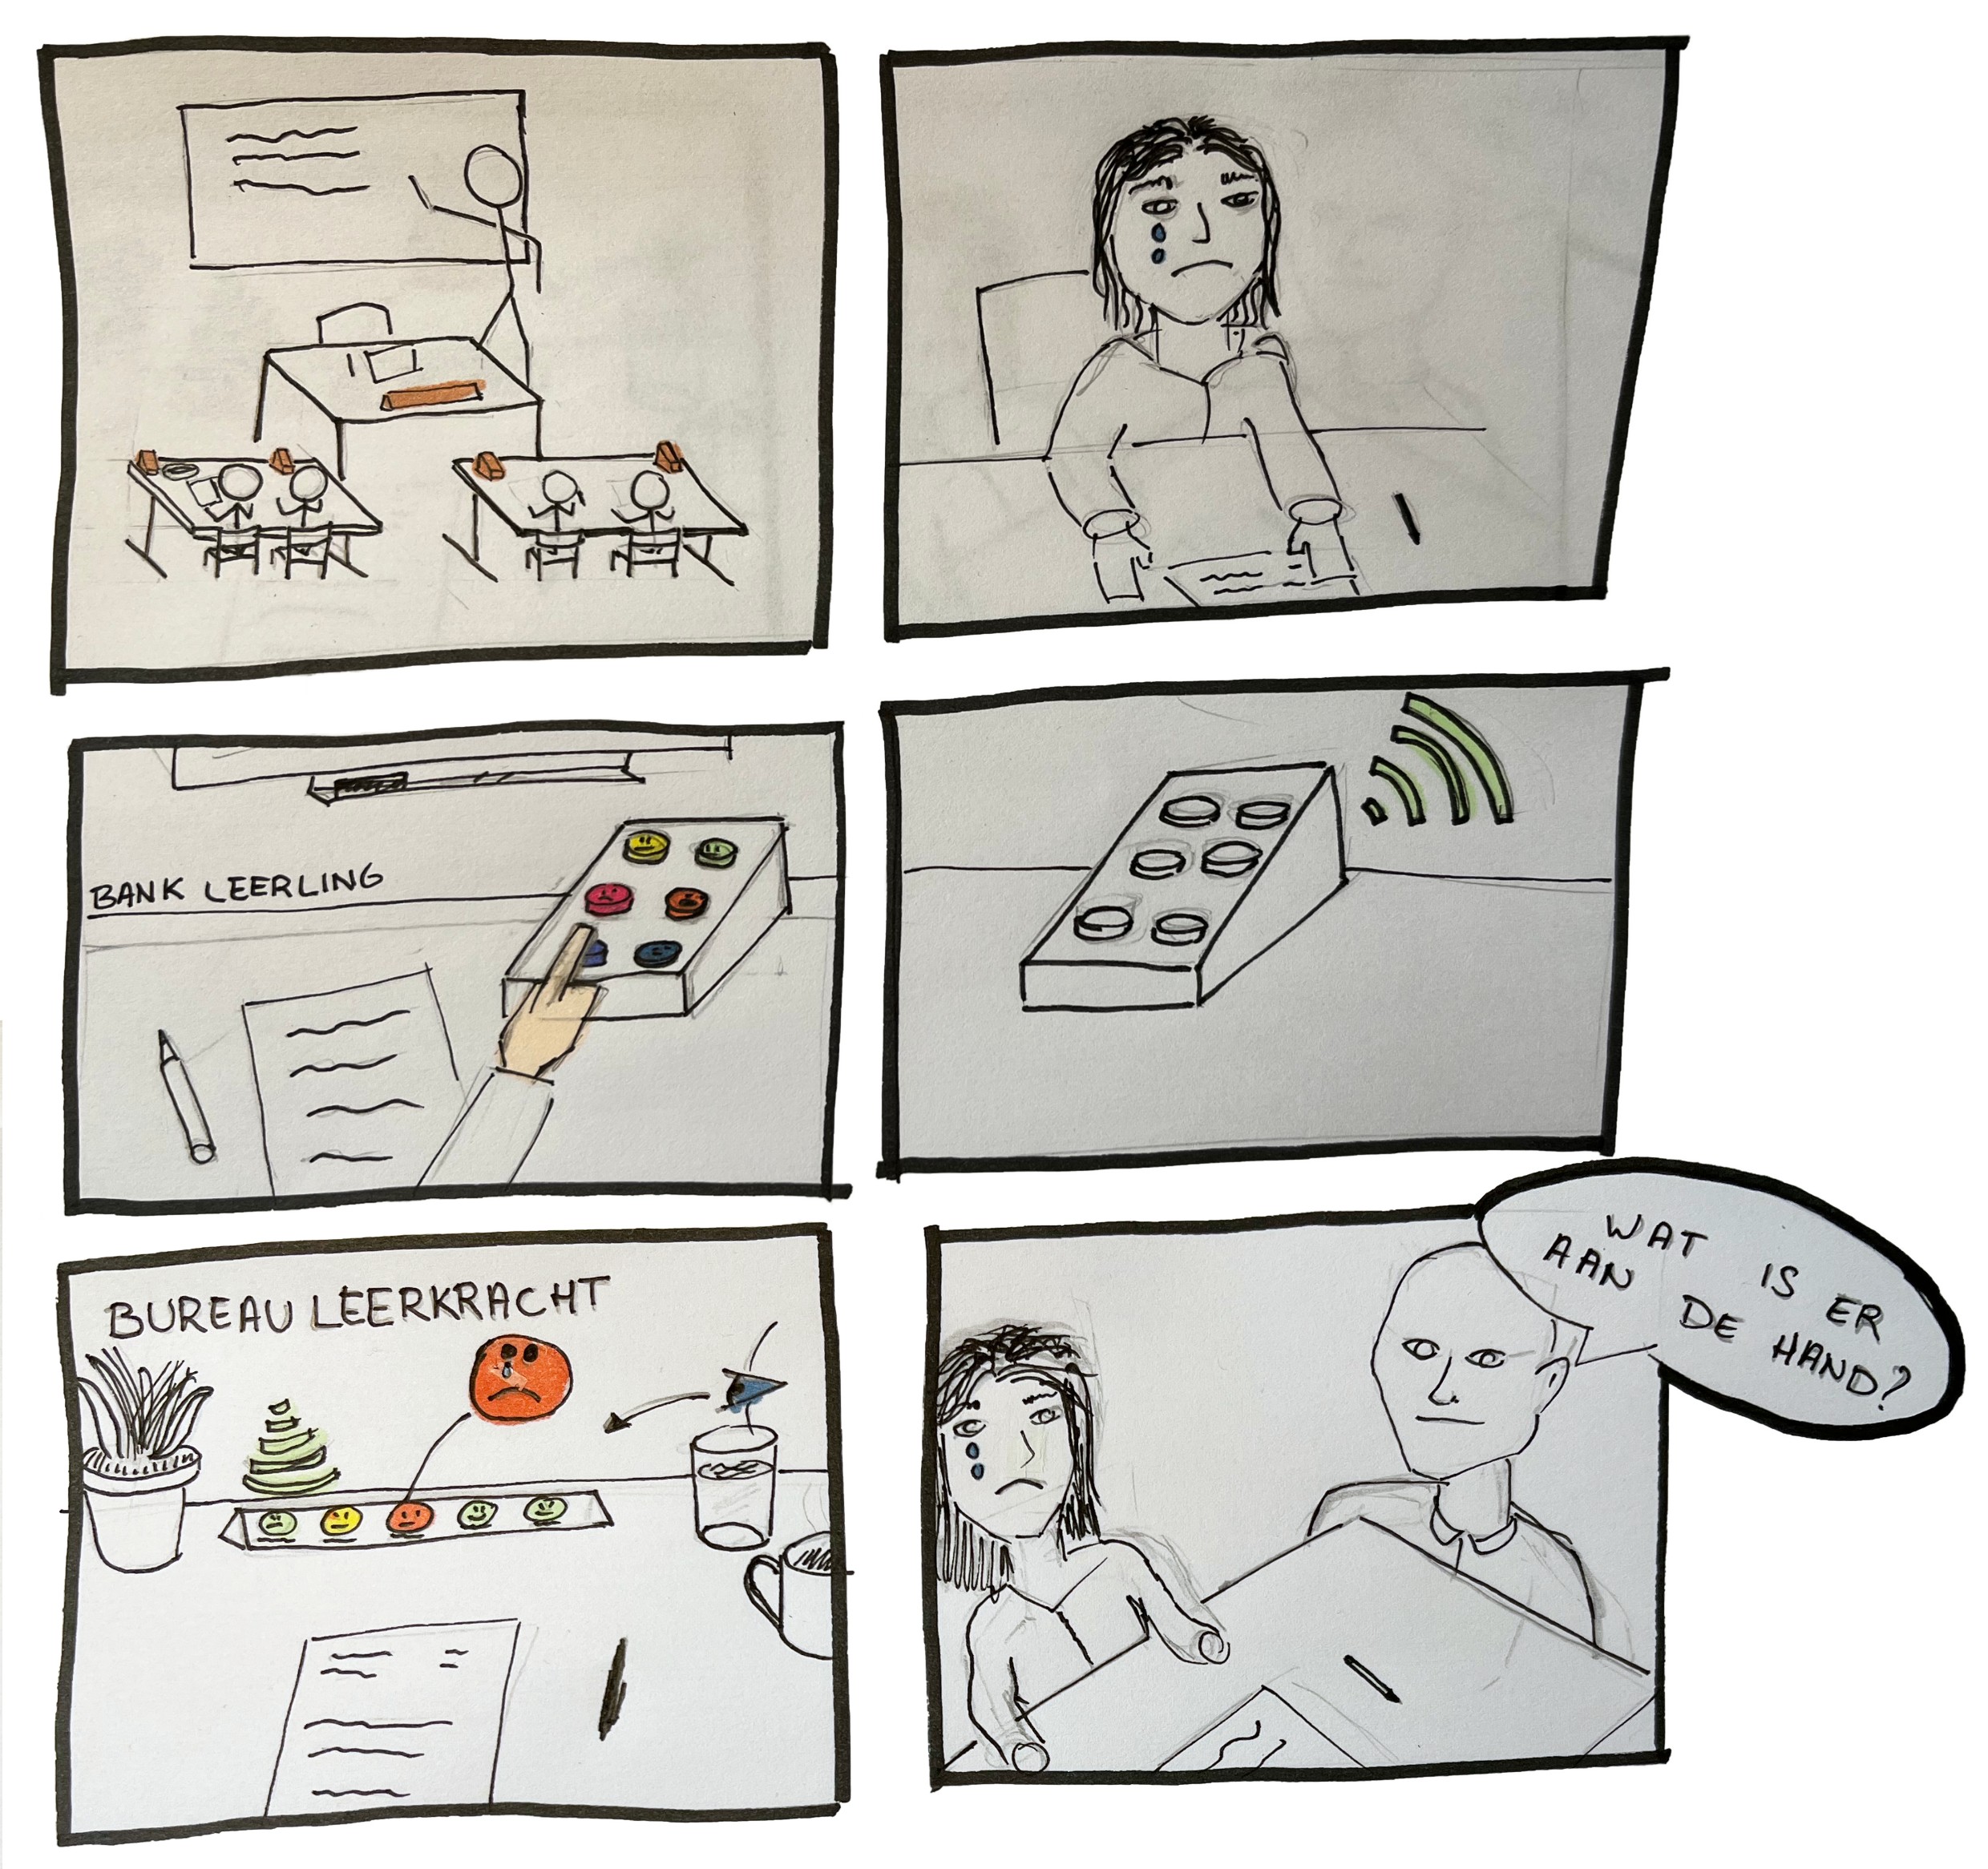 BANK LEERLING
BUREAU LEERKRACHT
WAT IS ER
AAN DE HAND?